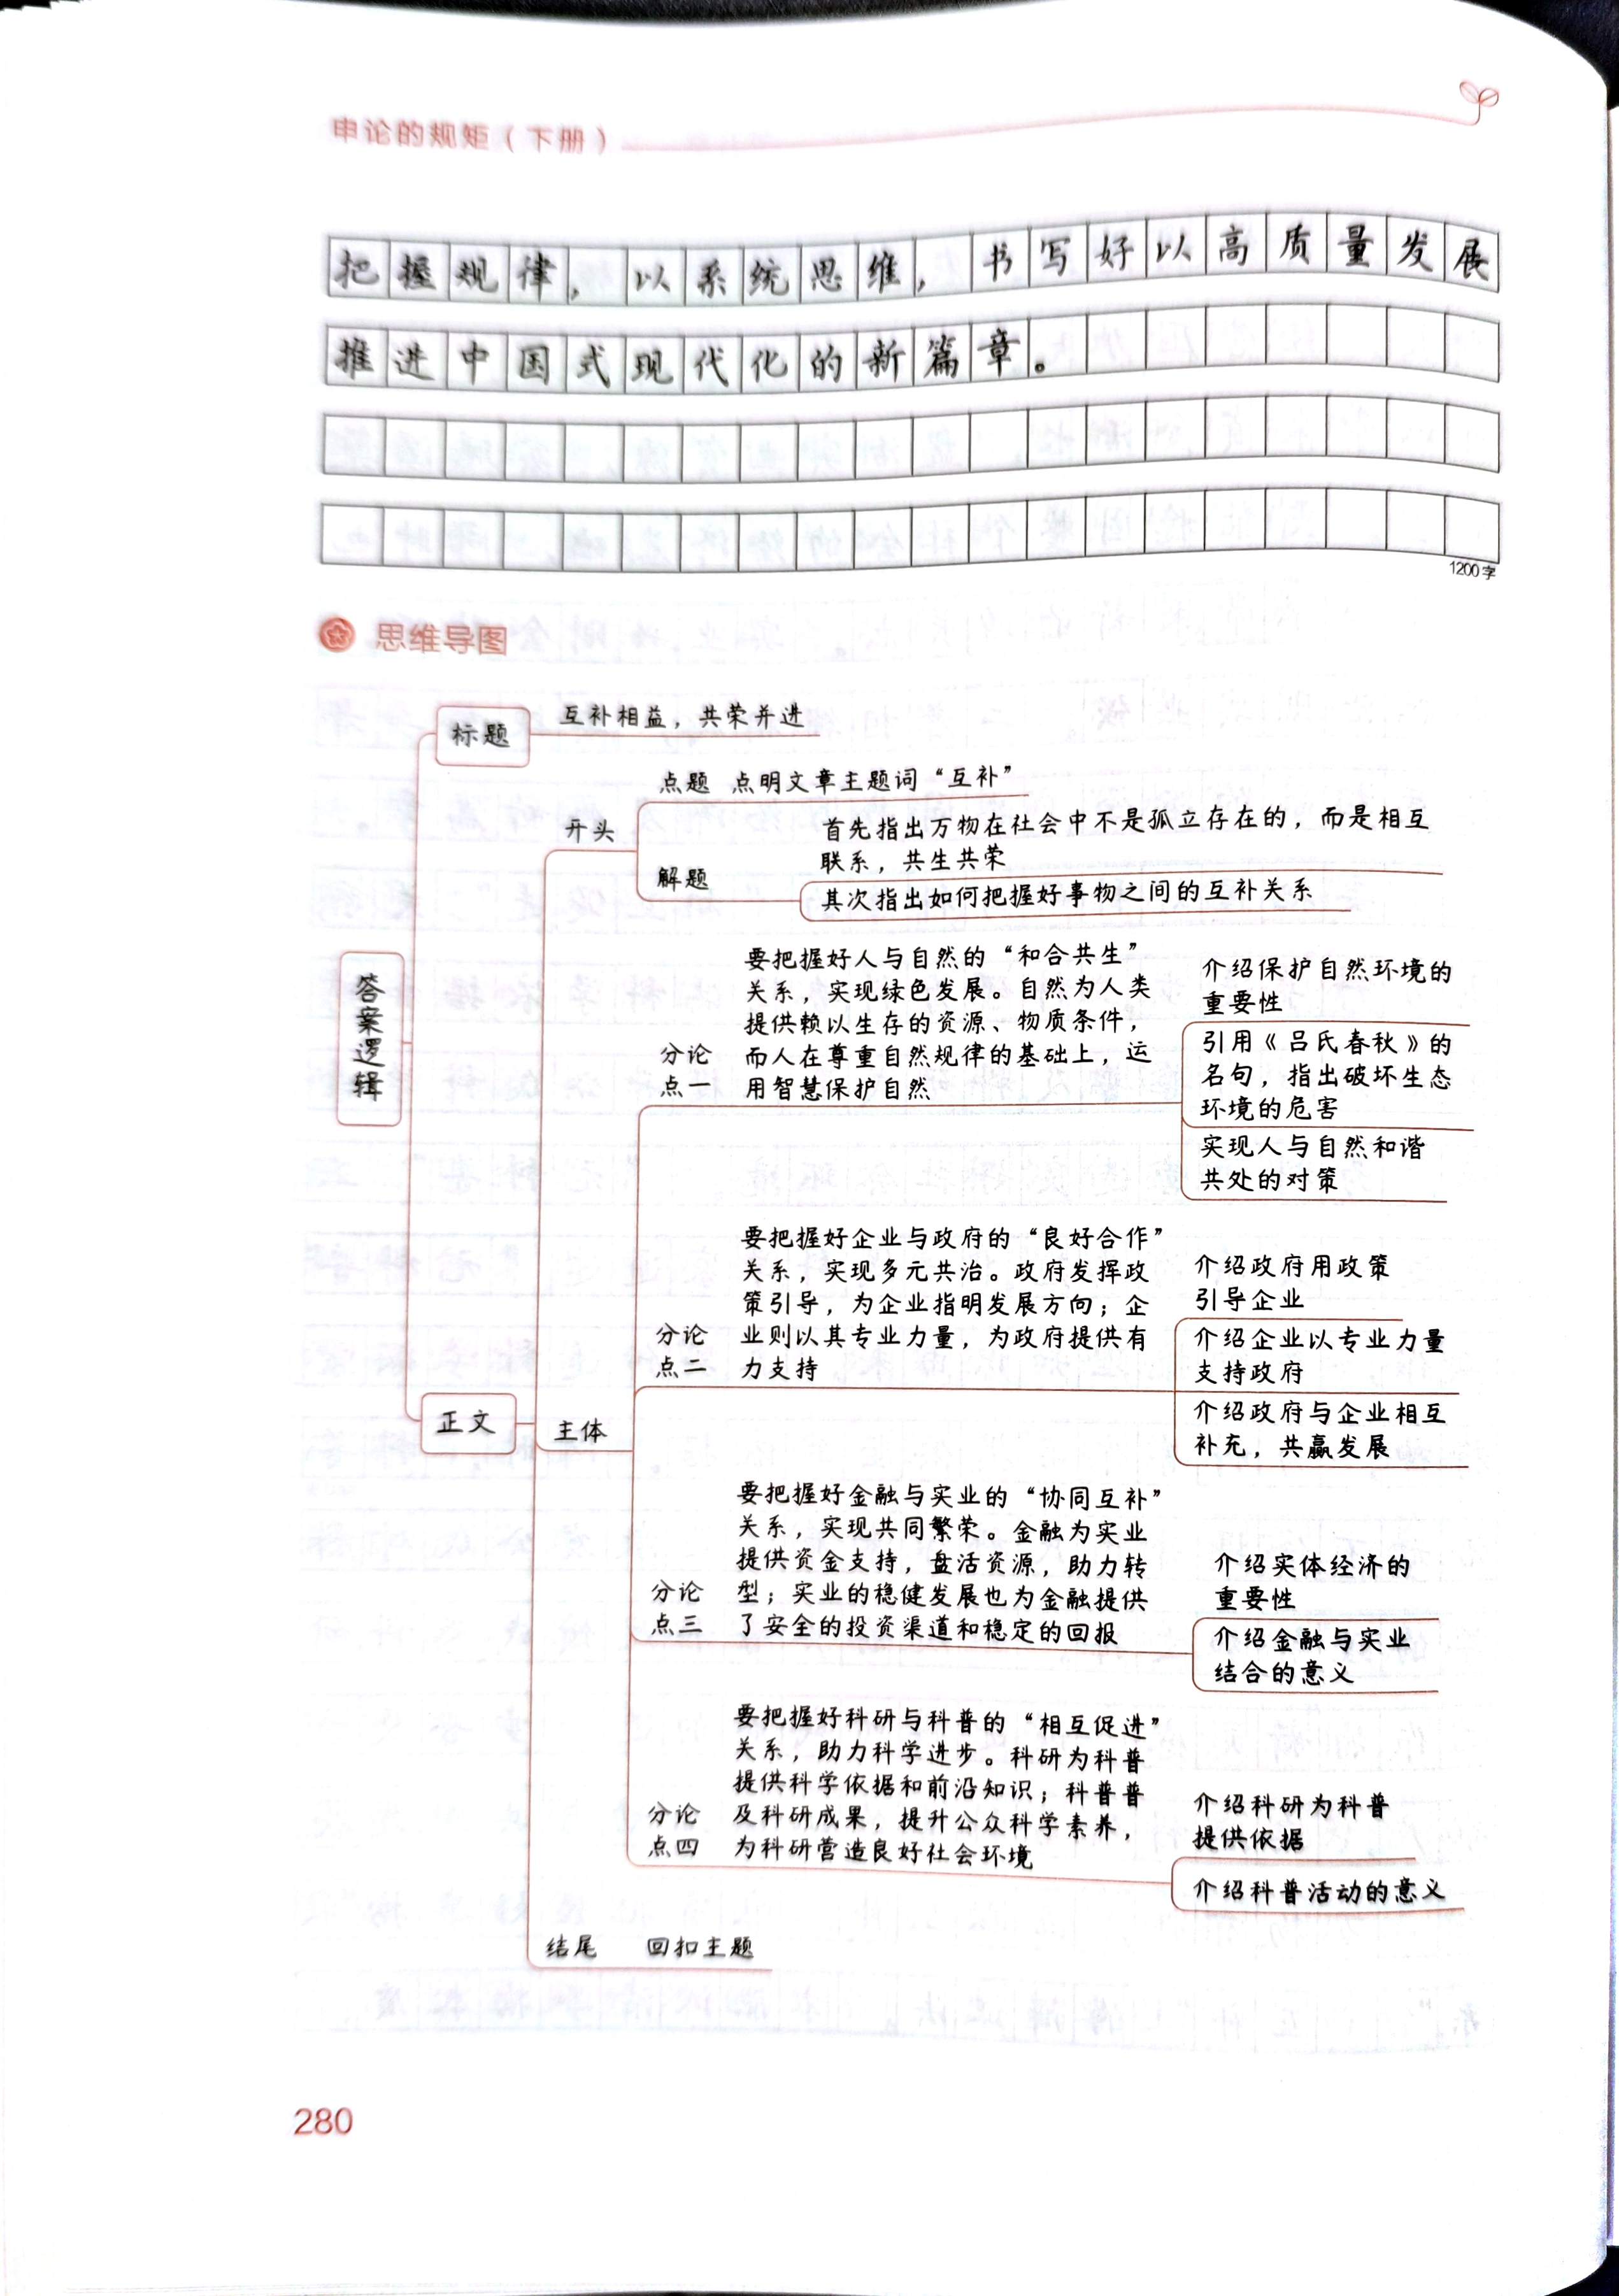 申论的规矩（下册）
把握规律，以系统思维，书写好以高质量发展
推进中国式现代化的新篇章。
1200字
思维导图
答案逻辑
标题
互补相益，共荣并进
正文
开头
点题 点明文章主题词“互补”
解题
首先指出万物在社会中不是孤立存在的，而是相互
联系，共生共荣
其次指出如何把握好事物之间的互补关系
主体
分论
点一
要把握好人与自然的“和合共生”
关系，实现绿色发展。自然为人类
提供赖以生存的资源、物质条件，
而人在尊重自然规律的基础上，运
用智慧保护自然
介绍保护自然环境的
重要性
引用《吕氏春秋》的
名句，指出破坏生态
环境的危害
实现人与自然和谐
共处的对策
分论
点二
要把握好企业与政府的“良好合作”
关系，实现多元共治。政府发挥政
策引导，为企业指明发展方向；企
业则以其专业力量，为政府提供有
力支持
介绍政府用政策
引导企业
介绍企业以专业力量
支持政府
介绍政府与企业相互
补充，共赢发展
分论
点三
要把握好金融与实业的“协同互补”
关系，实现共同繁荣。金融为实业
提供资金支持，盘活资源，助力转
型；实业的稳健发展也为金融提供
了安全的投资渠道和稳定的回报
介绍实体经济的
重要性
介绍金融与实业
结合的意义
分论
点四
要把握好科研与科普的“相互促进”
关系，助力科学进步。科研为科普
提供科学依据和前沿知识；科普普
及科研成果，提升公众科学素养，
为科研营造良好社会环境
介绍科研为科普
提供依据
介绍科普活动的意义
结尾 回扣主题
280